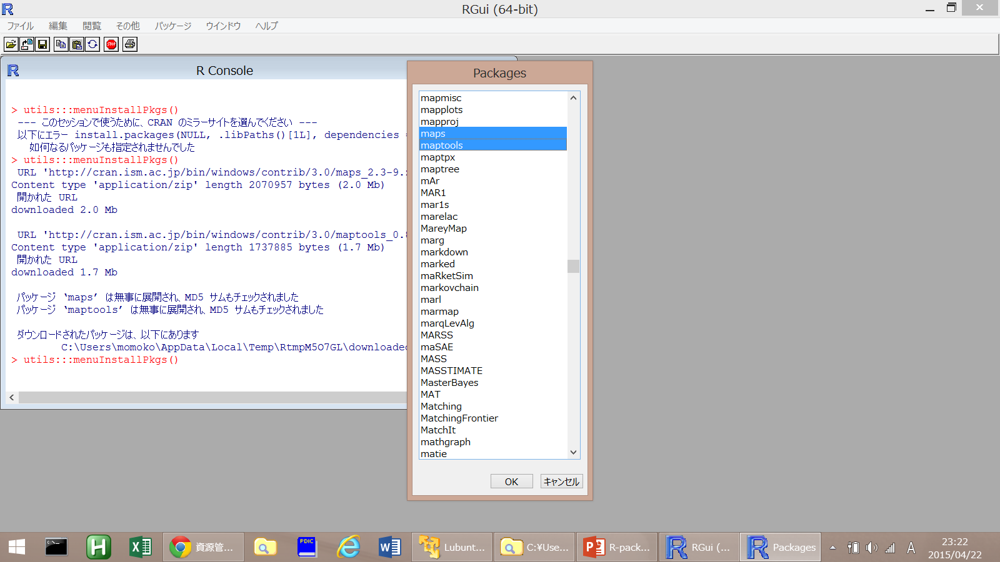 RGui (64-bit)
ファイル 編集 閲覧 その他 パッケージ ウインドウ ヘルプ
STOP
R Console
> utils:::menuInstallPkgs()
--- このセッションで使うために、CRAN のミラーサイトを選んでください ---
以下にエラー install.packages(NULL, .libPaths()[1L], dependencies =
如何なるパッケージも指定されませんでした
> utils:::menuInstallPkgs()
URL 'http://cran.ism.ac.jp/bin/windows/contrib/3.0/maps_2.3-9.
Content type 'application/zip' length 2070957 bytes (2.0 Mb)
開かれた URL
downloaded 2.0 Mb
URL 'http://cran.ism.ac.jp/bin/windows/contrib/3.0/maptools_0.
Content type 'application/zip' length 1737885 bytes (1.7 Mb)
開かれた URL
downloaded 1.7 Mb
パッケージ ‘maps’ は無事に展開され、MD5 サムもチェックされました
パッケージ ‘maptools’ は無事に展開され、MD5 サムもチェックされました
ダウンロードされたパッケージは、以下にあります
C:\Users\momoko\AppData\Local\Temp\RtmpM5O7GL\downloaded
> utils:::menuInstallPkgs()
Packages
mapmisc
mapplots
mapproj
maps
maptools
maptpx
maptree
mAr
MAR1
mar1s
marelac
MareyMap
marg
markdown
marked
maRketSim
markovchain
marl
marmap
marqLevAlg
MARSS
maSAE
MASS
MASSTIMATE
MasterBayes
MAT
Matching
MatchingFrontier
MatchIt
mathgraph
matie
OK キャンセル
資源管... PDIC Lubunt... C:¥Use... R-pack... RGui (... Packages A 23:22
2015/04/22